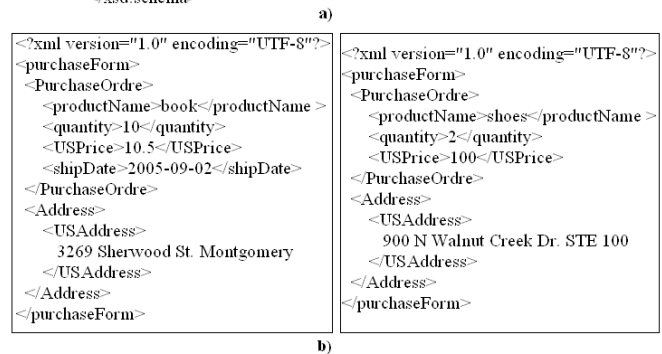 </xsd:schema>
a)
<?xml version="1.0" encoding="UTF-8"?>
<purchaseForm>
<PurchaseOrdre>
<productName>book</productName >
<quantity>10</quantity>
<USPrice>10.5</USPrice>
<shipDate>2005-09-02</shipDate>
</PurchaseOrdre>
<Address>
<USAddress>
3269 Sherwood St. Montgomery
</USAddress>
</Address>
</purchaseForm>
<?xml version="1.0" encoding="UTF-8"?>
<purchaseForm>
<PurchaseOrdre>
<productName>shoes</productName >
<quantity>2</quantity>
<USPrice>100</USPrice>
</PurchaseOrdre>
<Address>
<USAddress>
900 N Walnut Creek Dr. STE 100
</USAddress>
</Address>
</purchaseForm>
b)